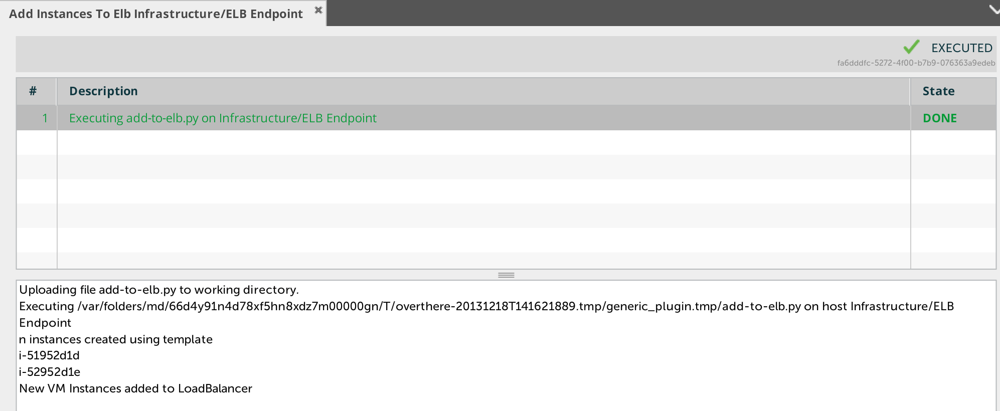 Add Instances To Elb Infrastructure/ELB Endpoint
EXECUTED
fa6dddfc-5272-4f00-b7b9-076363a9edeb
# Description State
1 Executing add-to-elb.py on Infrastructure/ELB Endpoint DONE
Uploading file add-to-elb.py to working directory.
Executing /var/folders/md/66d4y91n4d78xf5hn8xdz7m00000gn/T/overthere-20131218T141621889.tmp/generic_plugin.tmp/add-to-elb.py on host Infrastructure/ELB
Endpoint
n instances created using template
i-51952d1d
i-52952d1e
New VM Instances added to LoadBalancer